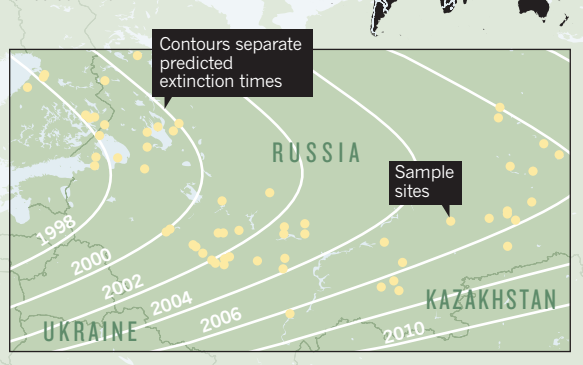 Contours separate
predicted
extinction times
RUSSIA
Sample
sites
1998
2000
2002
2004
2006
2010
KAZAKHSTAN
UKRAINE